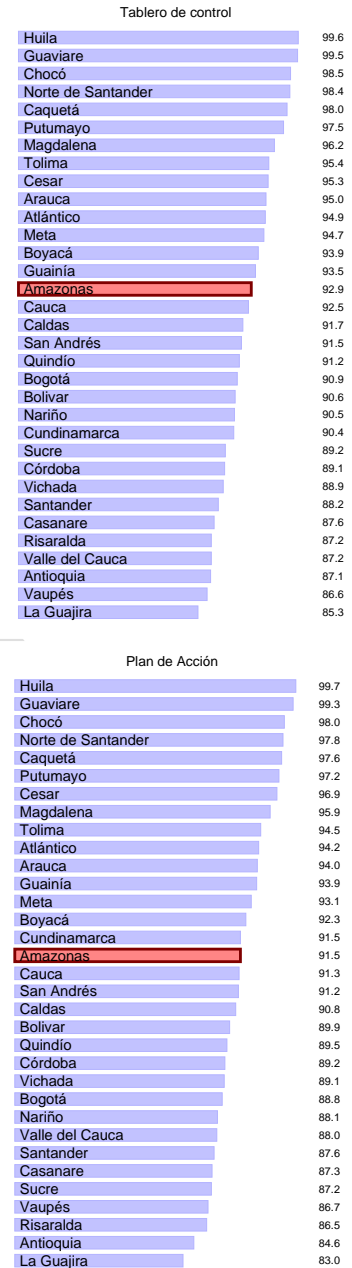 Tablero de control
Huila 99.6
Guaviare 99.5
Chocó 98.5
Norte de Santander 98.4
Caquetá 98.0
Putumayo 97.5
Magdalena 96.2
Tolima 95.4
Cesar 95.3
Arauca 95.0
Atlántico 94.9
Meta 94.7
Boyacá 93.9
Guainía 93.5
Amazonas 92.9
Cauca 92.5
Caldas 91.7
San Andrés 91.5
Quindío 91.2
Bogotá 90.9
Bolivar 90.6
Nariño 90.5
Cundinamarca 90.4
Sucre 89.2
Córdoba 89.1
Vichada 88.9
Santander 88.2
Casanare 87.6
Risaralda 87.2
Valle del Cauca 87.2
Antioquia 87.1
Vaupés 86.6
La Guajira 85.3
Plan de Acción
Huila 99.7
Guaviare 99.3
Chocó 98.0
Norte de Santander 97.8
Caquetá 97.6
Putumayo 97.2
Cesar 96.9
Magdalena 95.9
Tolima 94.5
Atlántico 94.2
Arauca 94.0
Guainía 93.9
Meta 93.1
Boyacá 92.3
Cundinamarca 91.5
Amazonas 91.5
Cauca 91.3
San Andrés 91.2
Caldas 90.8
Bolivar 89.9
Quindío 89.5
Córdoba 89.2
Vichada 89.1
Bogotá 88.8
Nariño 88.1
Valle del Cauca 88.0
Santander 87.6
Casanare 87.3
Sucre 87.2
Vaupés 86.7
Risaralda 86.5
Antioquia 84.6
La Guajira 83.0